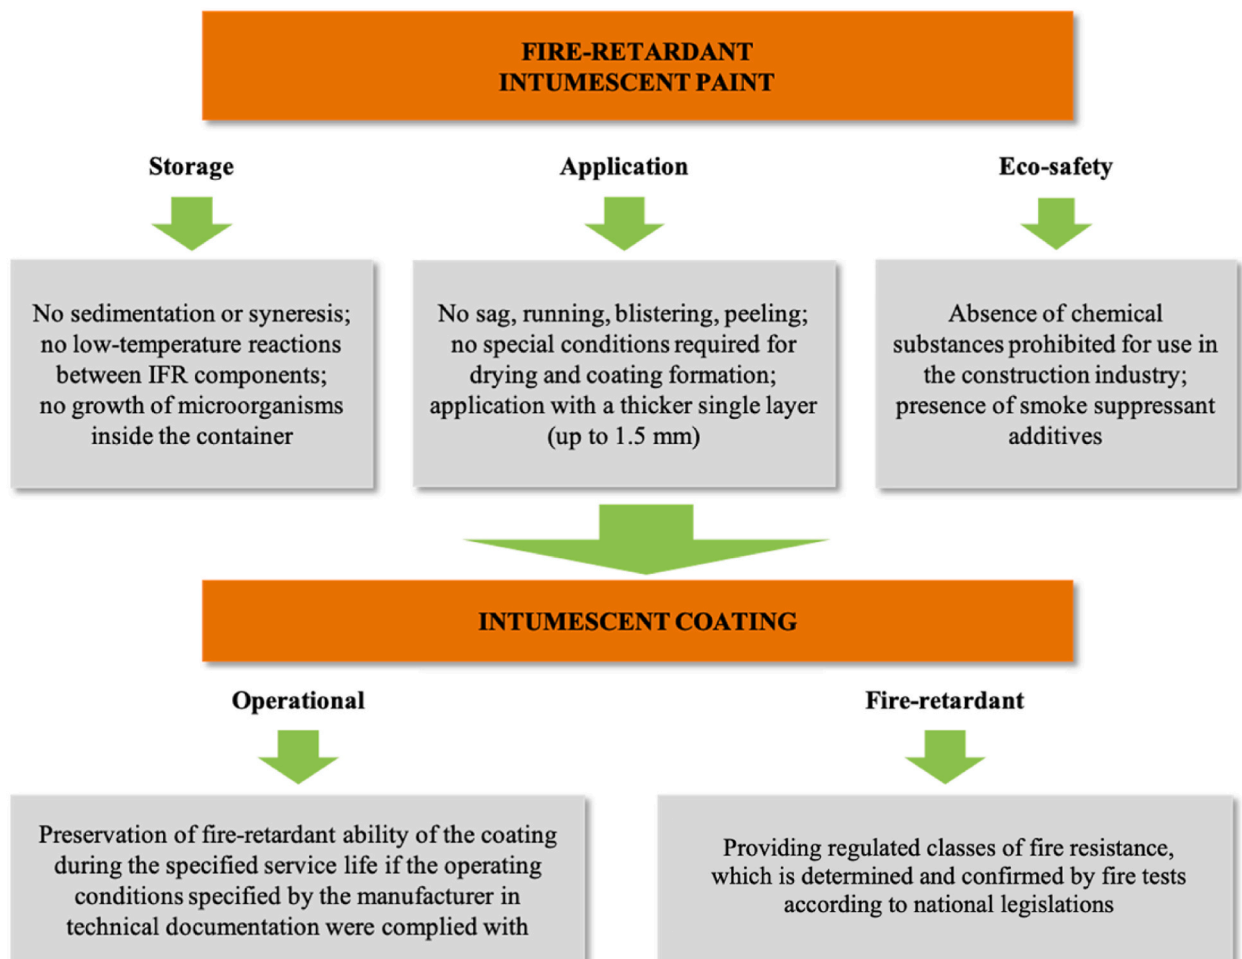 FIRE-RETARDANT
INTUMESCENT PAINT
Storage
Application
Eco-safety
No sedimentation or syneresis;
no low-temperature reactions
between IFR components;
no growth of microorganisms
inside the container
No sag, running, blistering, peeling;
no special conditions required for
drying and coating formation;
application with a thicker single layer
(up to 1.5 mm)
Absence of chemical
substances prohibited for use in
the construction industry;
presence of smoke suppressant
additives
INTUMESCENT COATING
Operational
Fire-retardant
Preservation of fire-retardant ability of the coating
during the specified service life if the operating
conditions specified by the manufacturer in
technical documentation were complied with
Providing regulated classes of fire resistance,
which is determined and confirmed by fire tests
according to national legislations